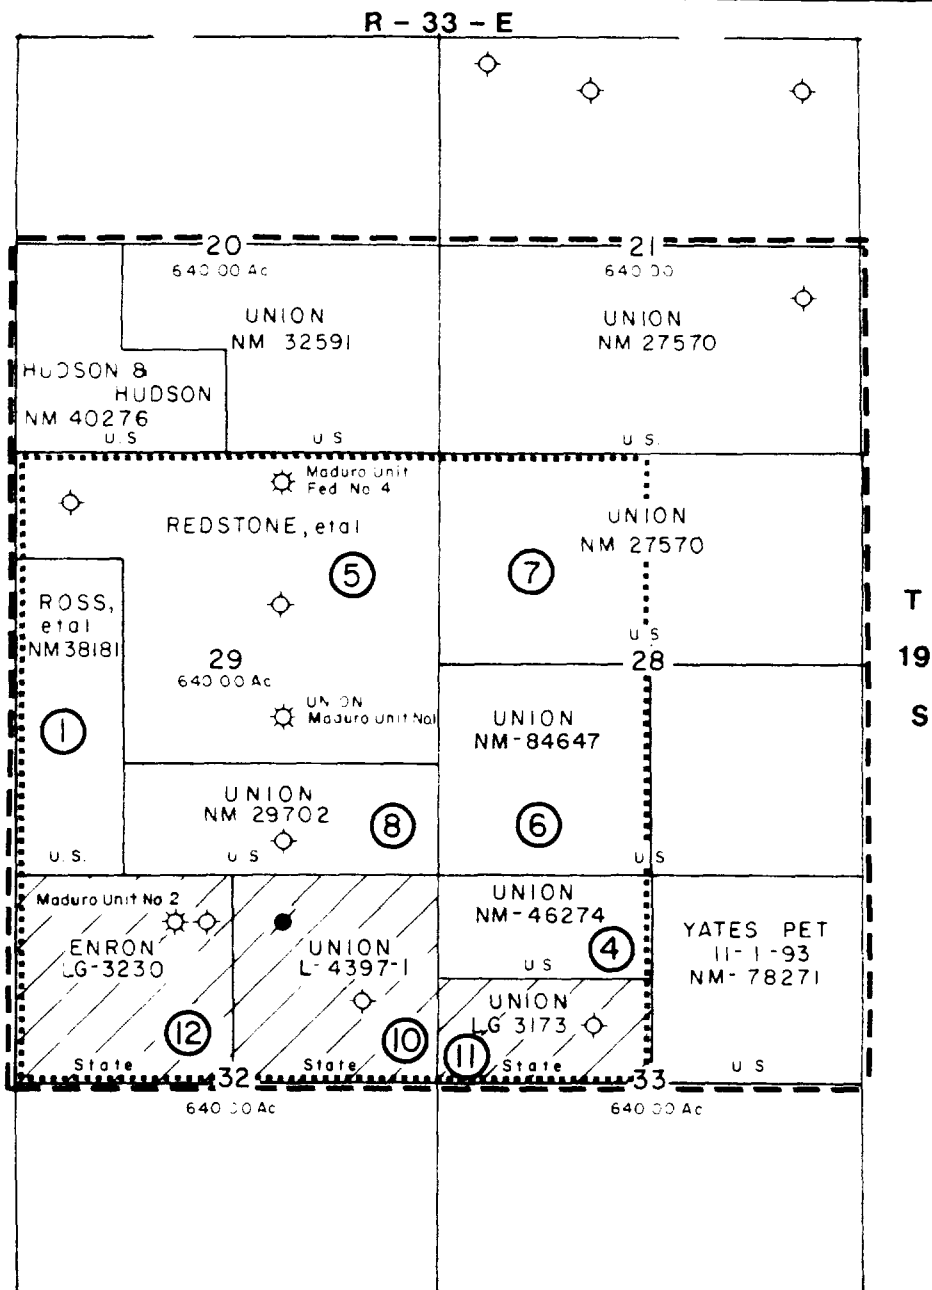 R - 33 - E
20
640 00 Ac
21
640 00
UNION
NM 32591
UNION
NM 27570
HUDSON &
HUDSON
NM 40276
U.S
U S
U S.
Maduro Unit
Fed No 4
REDSTONE, etal
UNION
NM 27570
5
7
U S
ROSS,
etal
NM38181
29
640 00 Ac
28
UNION
Maduro Unit No1
1
UNION
NM-84647
UNION
NM 29702
8
6
U.S.
U S
U S
Maduro Unit No 2
ENRON
LG-3230
UNION
L-4397-1
UNION
NM-46274
4
U S
YATES PET
11-1-93
NM-78271
UNION
LG 3173
12
10
11
State
State
State
U S
32
640 00 Ac
33
640 00 Ac
T
19
S